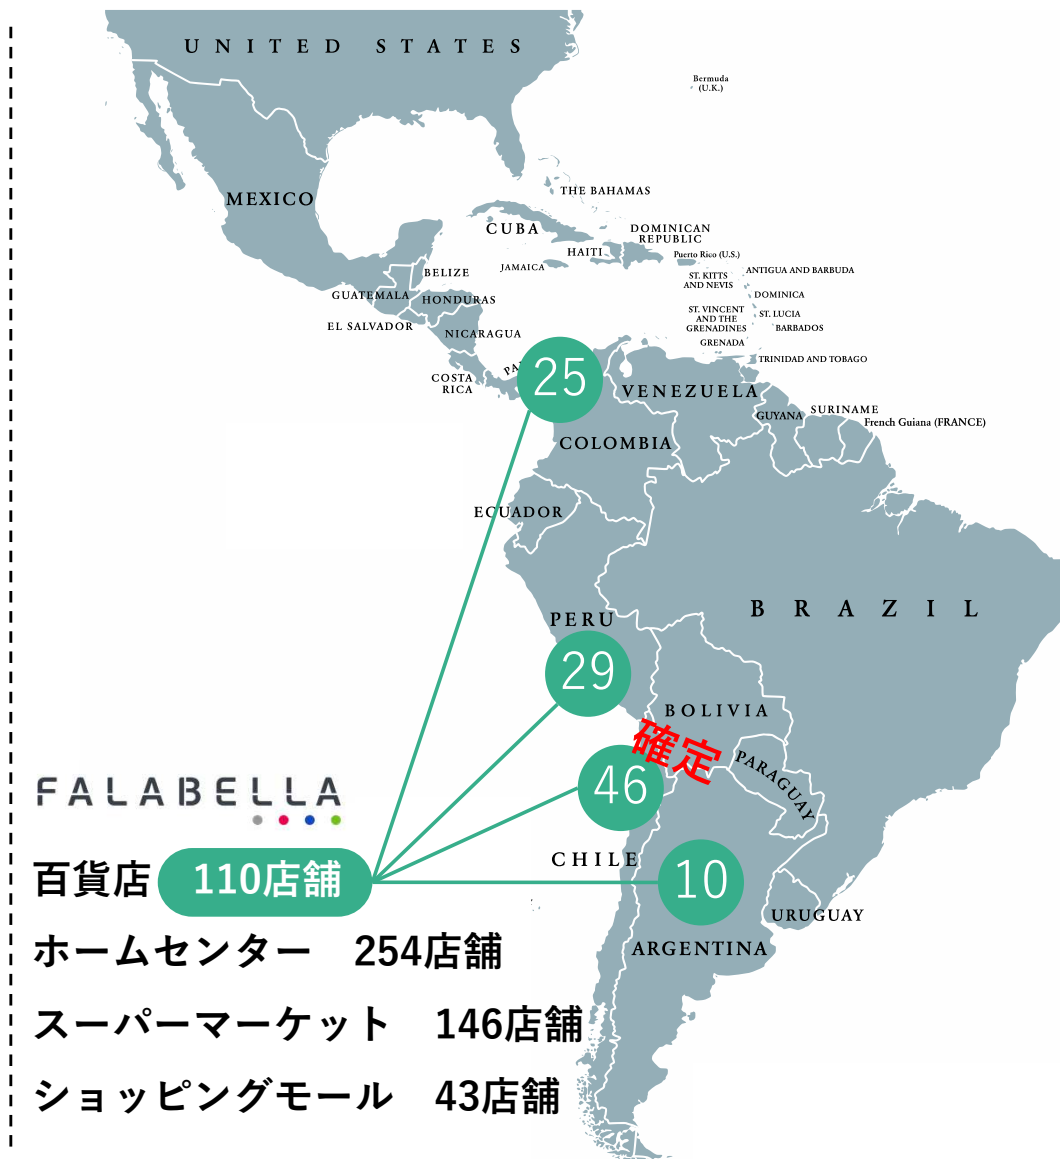 UNITED STATES
Bermuda
(U.K.)
MEXICO
THE BAHAMAS
CUBA
DOMINICAN
REPUBLIC
HAITI
Puerto Rico (U.S.)
JAMAICA
BELIZE
ST. KITTS
AND NEVIS
ANTIGUA AND BARBUDA
GUATEMALA
HONDURAS
DOMINICA
EL SALVADOR
ST. VINCENT
AND THE
GRENADINES
ST. LUCIA
BARBADOS
NICARAGUA
GRENADA
TRINIDAD AND TOBAGO
COSTA
RICA
PA
25
VENEZUELA
GUYANA
SURINAME
French Guiana (FRANCE)
COLOMBIA
ECUADOR
BRAZIL
PERU
29
BOLIVIA
確定
PARAGUAY
46
CHILE
10
URUGUAY
ARGENTINA
FALABELLA
百貨店 110店舗
ホームセンター 254店舗
スーパーマーケット 146店舗
ショッピングモール 43店舗